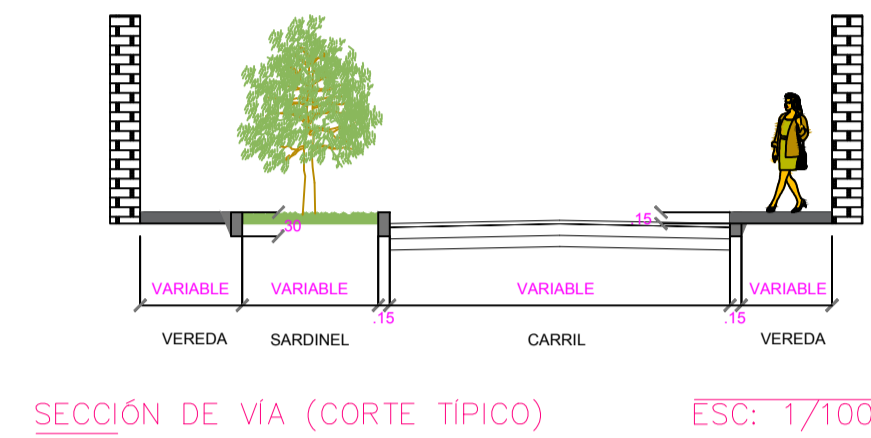 .15
.30
VARIABLE VARIABLE VARIABLE VARIABLE
.15 .15
VEREDA SARDINEL CARRIL VEREDA
SECCIÓN DE VÍA (CORTE TÍPICO) ESC: 1/100